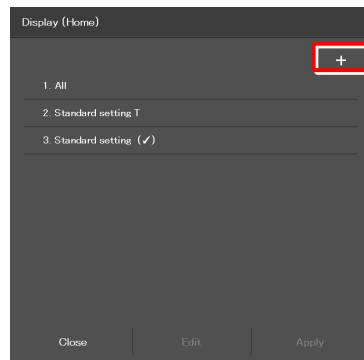 Display (Home)
+
1. All
2. Standard setting T
3. Standard setting (✓)
Close Edit Apply